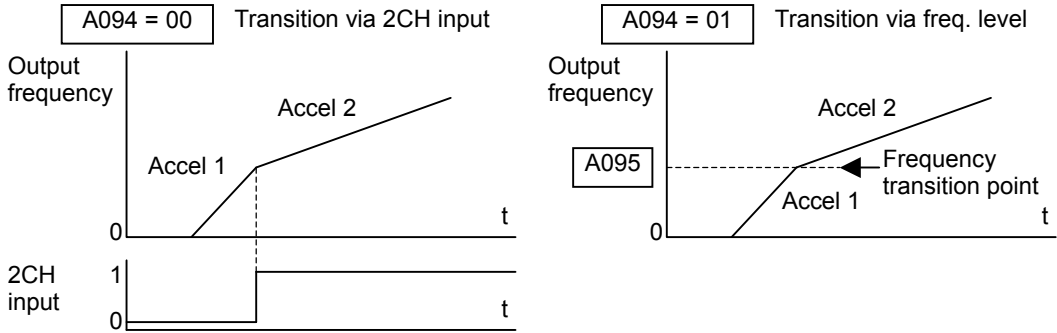 A094 = 00 Transition via 2CH input
Output
frequency
Accel 2
Accel 1
t
0
2CH
input
1
0
t
A094 = 01 Transition via freq. level
Output
frequency
Accel 2
A095
Frequency
transition point
Accel 1
t
0